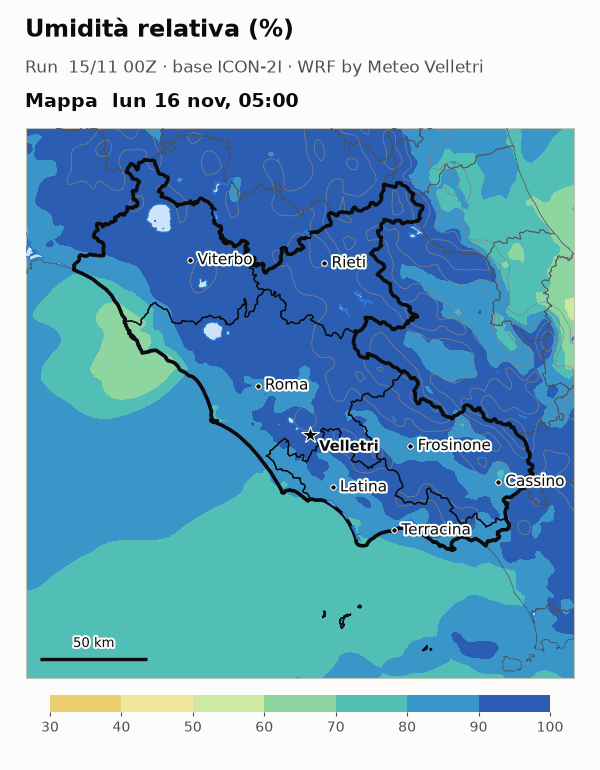 Umidità relativa (%)
Run  15/11 00Z · base ICON-2I · WRF by Meteo Velletri
Mappa  lun 16 nov, 05:00
Viterbo
Rieti
Roma
Velletri
Frosinone
Cassino
Latina
Terracina
50 km
30 40 50 60 70 80 90 100